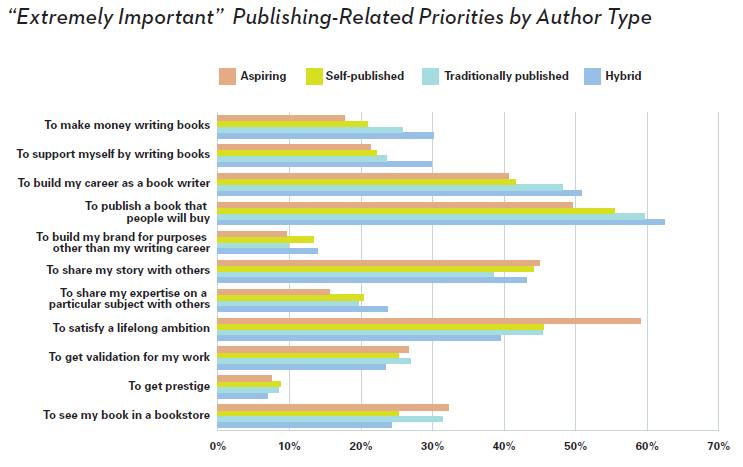 “Extremely Important” Publishing-Related Priorities by Author Type
Aspiring Self-published Traditionally published Hybrid
To make money writing books
To support myself by writing books
To build my career as a book writer
To publish a book that
people will buy
To build my brand for purposes
other than my writing career
To share my story with others
To share my expertise on a
particular subject with others
To satisfy a lifelong ambition
To get validation for my work
To get prestige
To see my book in a bookstore
0% 10% 20% 30% 40% 50% 60% 70%